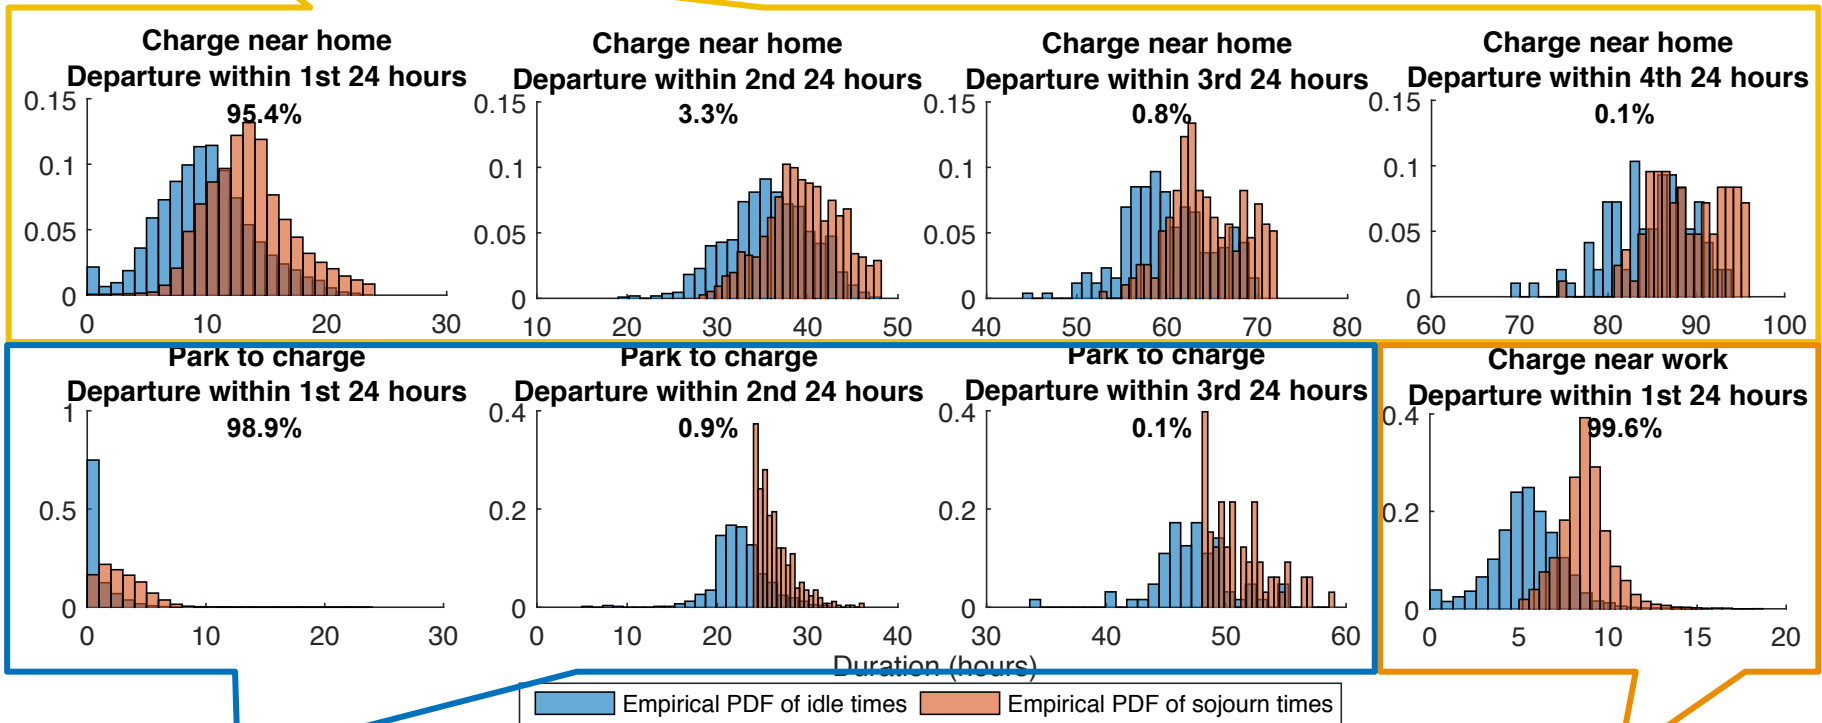 Charge near home
Departure within 1st 24 hours
95.4%
0.15
0.1
0.05
0
0 10 20 30
Charge near home
Departure within 2nd 24 hours
3.3%
0.15
0.1
0.05
0
10 20 30 40 50
Charge near home
Departure within 3rd 24 hours
0.8%
0.15
0.1
0.05
0
40 50 60 70 80
Charge near home
Departure within 4th 24 hours
0.1%
0.15
0.1
0.05
0
60 70 80 90 100
Park to charge
Departure within 1st 24 hours
98.9%
1
0.5
0
0 10 20 30
Park to charge
Departure within 2nd 24 hours
0.9%
0.4
0.2
0
0 10 20 30 40
Park to charge
Departure within 3rd 24 hours
0.1%
0.4
0.2
0
30 40 50 60
Charge near work
Departure within 1st 24 hours
99.6%
0.4
0.2
0
0 5 10 15 20
Duration (hours)
Empirical PDF of idle times
Empirical PDF of sojourn times